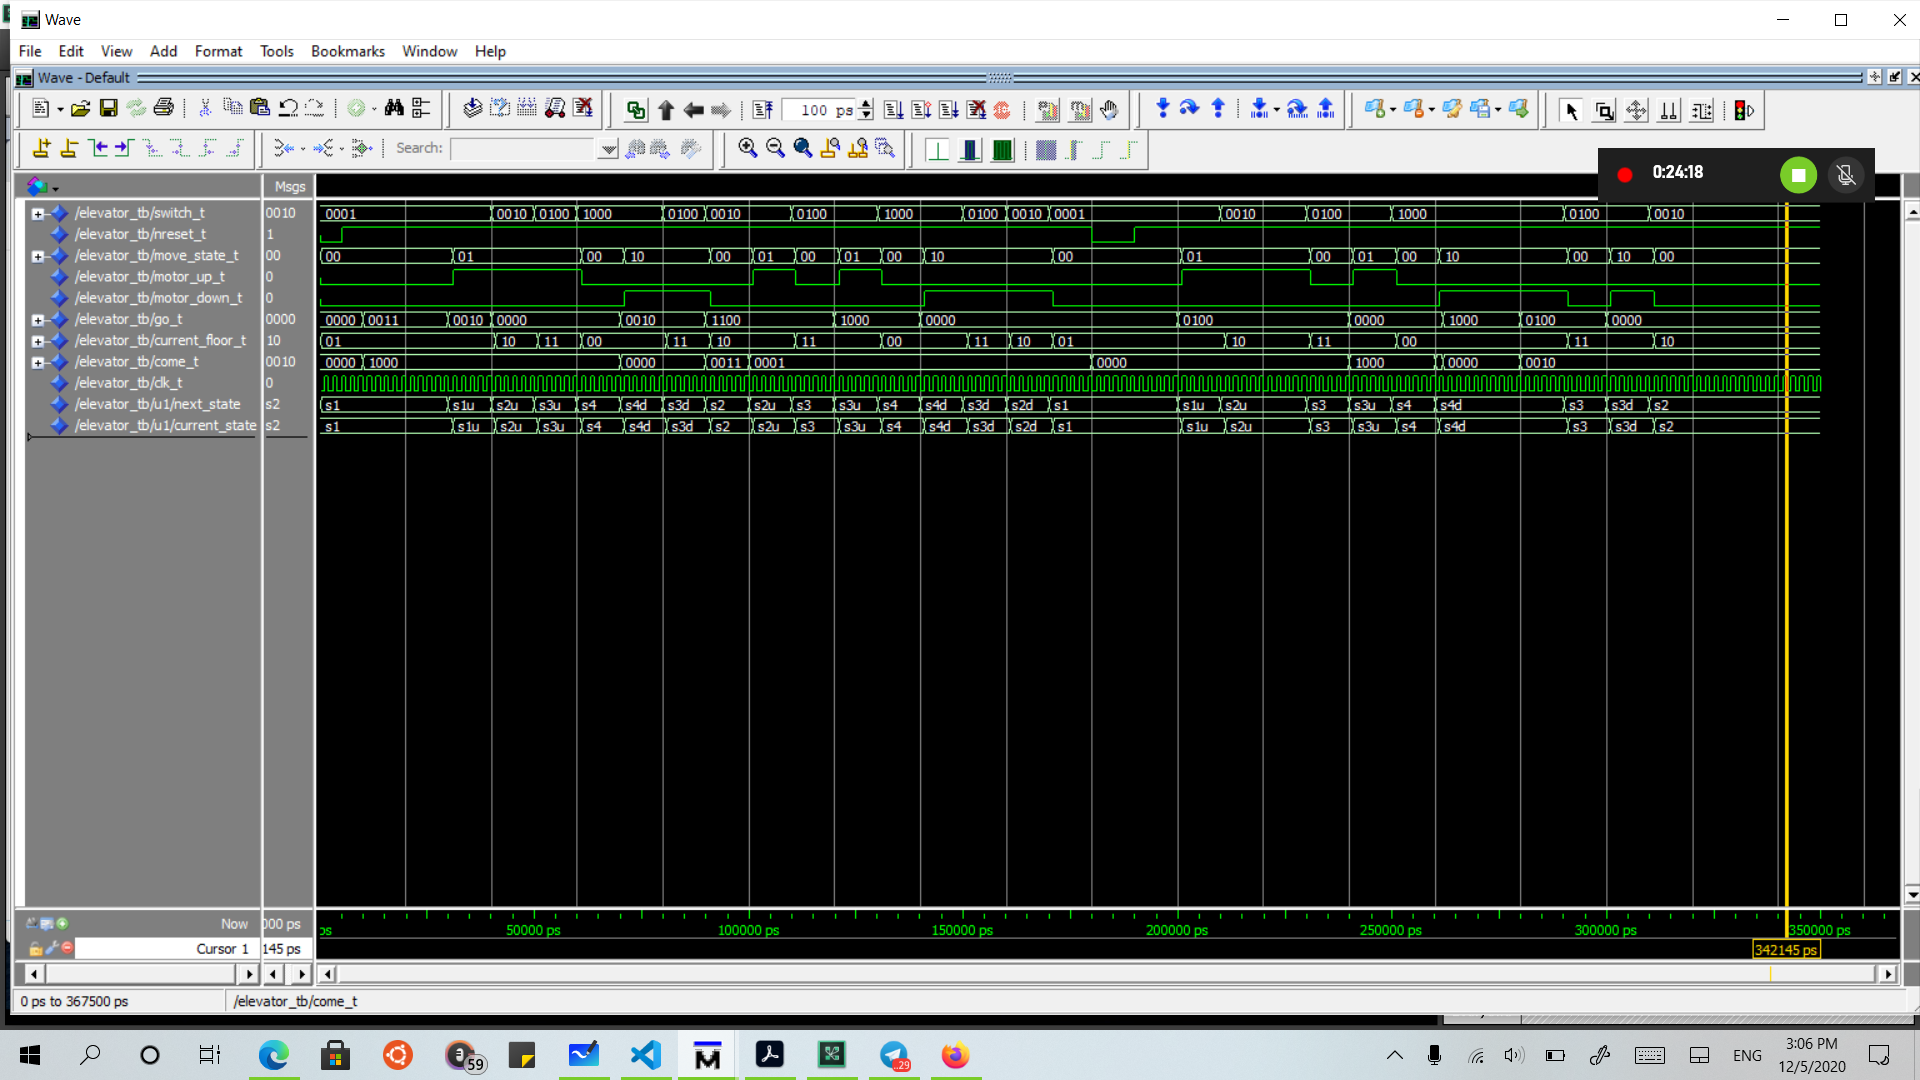 Wave
File Edit View Add Format Tools Bookmarks Window Help
Wave - Default
100 ps
Search:
0:24:18
Msgs
/elevator_tb/switch_t 0010 0001 0010 0100 1000 0100 0010 0100 1000 0100 0010 0001 0010 0100 1000 0100 0010
/elevator_tb/nreset_t 1
/elevator_tb/move_state_t 00 00 01 00 10 00 01 00 01 00 10 00 01 00 01 00 10 00 10 00
/elevator_tb/motor_up_t 0
/elevator_tb/motor_down_t 0
/elevator_tb/go_t 0000 0000 0011 0010 0000 0010 1100 1000 0000 0100 0000 1000 0100 0000
/elevator_tb/current_floor_t 10 01 10 11 00 11 10 11 00 11 10 01 10 11 00 11 10
/elevator_tb/come_t 0010 0000 1000 0000 0011 0001 0000 1000 0000 0010
/elevator_tb/clk_t 0
/elevator_tb/u1/next_state s2 s1 s1u s2u s3u s4 s4d s3d s2 s2u s3 s3u s4 s4d s3d s2d s1 s1u s2u s3 s3u s4 s4d s3 s3d s2
/elevator_tb/u1/current_state s2 s1 s1u s2u s3u s4 s4d s3d s2 s2u s3 s3u s4 s4d s3d s2d s1 s1u s2u s3 s3u s4 s4d s3 s3d s2
Now 000 ps
ps 50000 ps 100000 ps 150000 ps 200000 ps 250000 ps 300000 ps 350000 ps
Cursor 1 145 ps 342145 ps
0 ps to 367500 ps /elevator_tb/come_t
59
..29
ENG
3:06 PM
12/5/2020